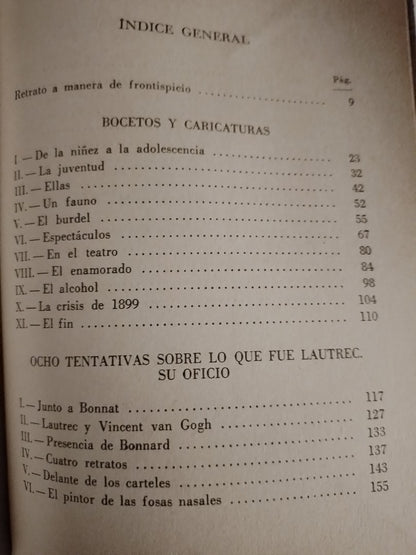 ÍNDICE GENERAL
Pág.
Retrato a manera de frontispicio ........................ 9
BOCETOS Y CARICATURAS
I.—De la niñez a la adolescencia ........................ 23
II.—La juventud ........................ 32
III.—Ellas ........................ 42
IV.—Un fauno ........................ 52
V.—El burdel ........................ 55
VI.—Espectáculos ........................ 67
VII.—En el teatro ........................ 80
VIII.—El enamorado ........................ 84
IX.—El alcohol ........................ 98
X.—La crisis de 1899 ........................ 104
XI.—El fin ........................ 110
OCHO TENTATIVAS SOBRE LO QUE FUE LAUTREC.
SU OFICIO
I.—Junto a Bonnat ........................ 117
II.—Lautrec y Vincent van Gogh ........................ 127
III.—Presencia de Bonnard ........................ 133
IV.—Cuatro retratos ........................ 137
V.—Delante de los carteles ........................ 143
VI.—El pintor de las fosas nasales ........................ 155